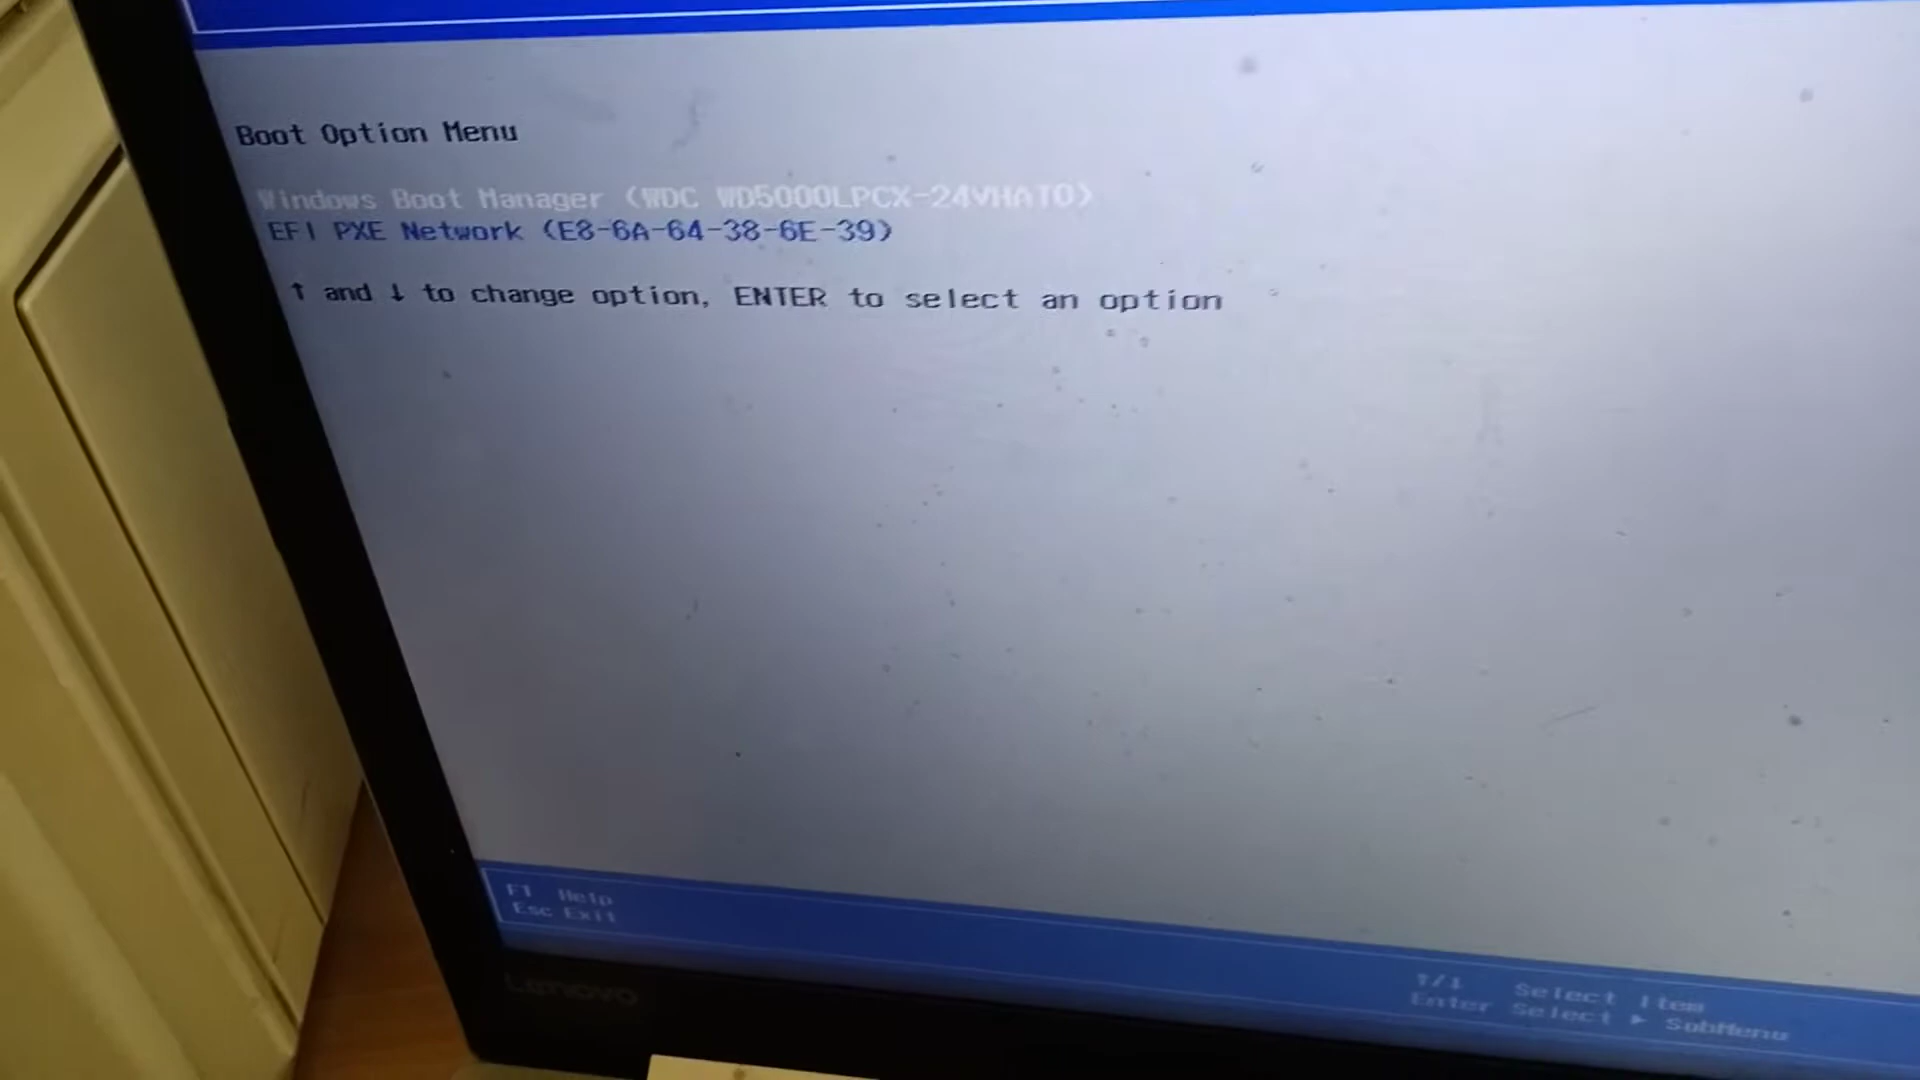 Boot Option Menu
Windows Boot Manager (WDC WD5000LPCX-24VHAT0)
EFI PXE Network (E8-6A-64-38-6E-39)
↑ and ↓ to change option, ENTER to select an option
F1 Help
Esc Exit
↑/↓ Select Item
Enter Select ▶ SubMenu
Lenovo